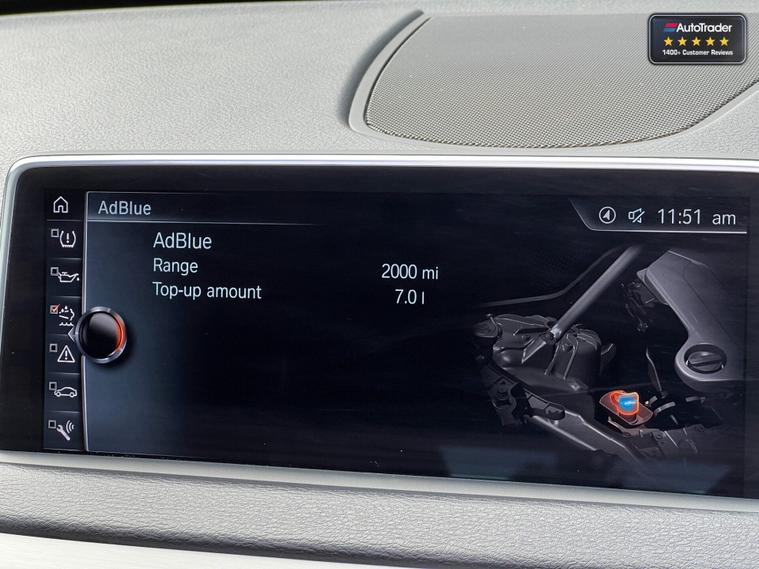 AutoTrader
1400+ Customer Reviews
AdBlue
11:51 am
AdBlue
Range 2000 mi
Top-up amount 7.0 l